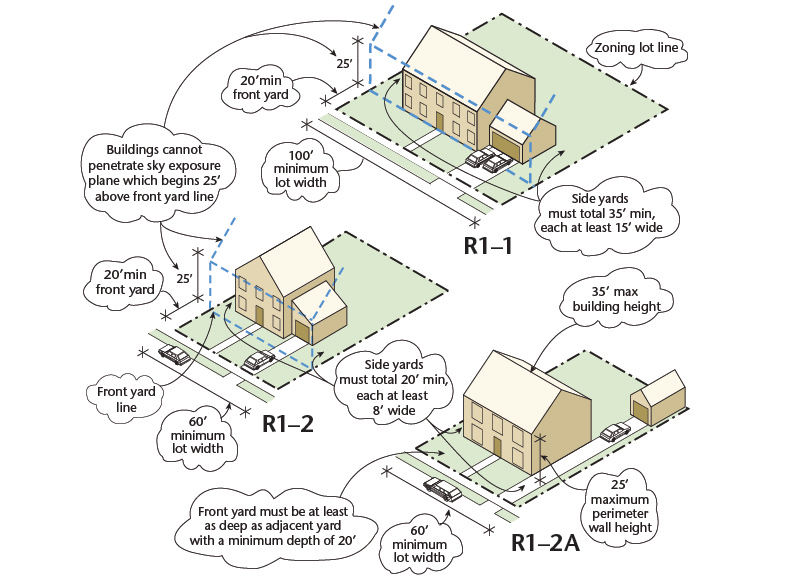 Zoning lot line
25'
20'min
front yard
Buildings cannot
penetrate sky exposure
plane which begins 25'
above front yard line
100'
minimum
lot width
Side yards
must total 35' min,
each at least 15' wide
R1–1
20'min
front yard
25'
35' max
building height
Front yard
line
60'
minimum
lot width
R1–2
Side yards
must total 20' min,
each at least
8' wide
Front yard must be at least
as deep as adjacent yard
with a minimum depth of 20'
60'
minimum
lot width
R1–2A
25'
maximum
perimeter
wall height